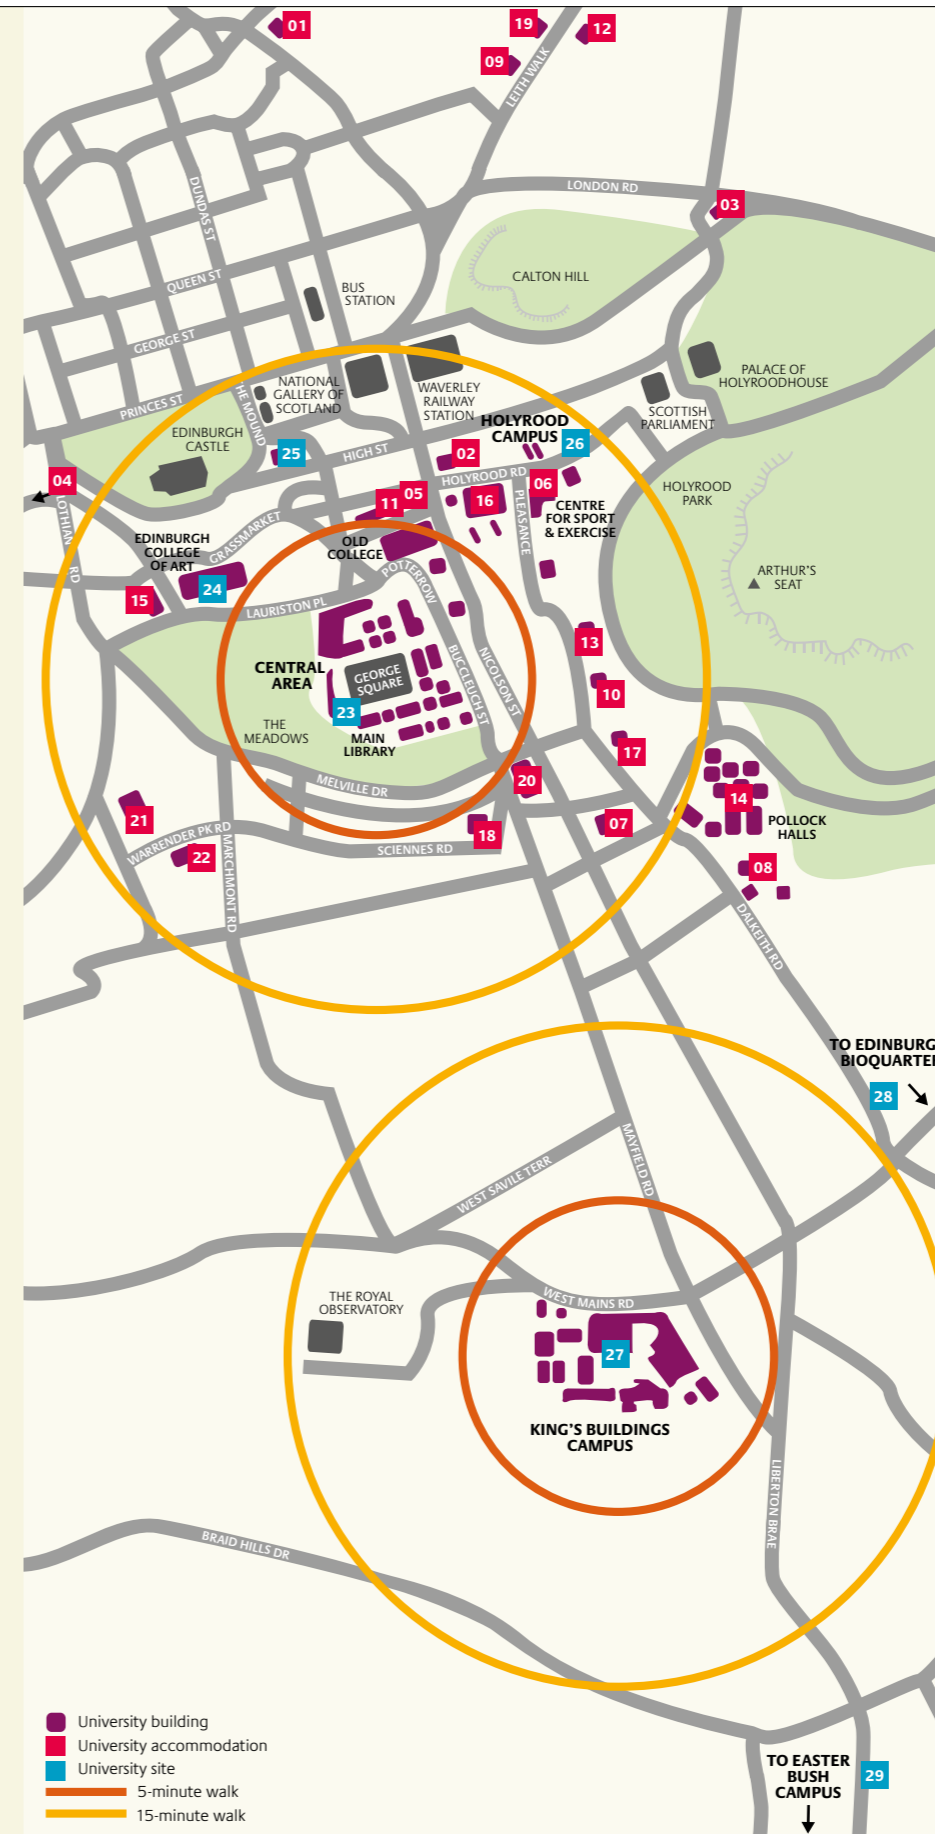 01
19
12
09
LEITH WALK
LONDON RD
03
DUNDAS ST
QUEEN ST
CALTON HILL
BUS
STATION
GEORGE ST
PALACE OF
HOLYROODHOUSE
NATIONAL
GALLERY OF
SCOTLAND
WAVERLEY
RAILWAY
STATION
THE MOUND
PRINCES ST
SCOTTISH
PARLIAMENT
HOLYROOD
CAMPUS
26
EDINBURGH
CASTLE
25
HIGH ST
02
04
HOLYROOD RD
06
HOLYROOD
PARK
05
11
16
PLEASANCE
CENTRE
FOR SPORT
& EXERCISE
LOTHIAN RD
GRASSMARKET
EDINBURGH
COLLEGE
OF ART
OLD
COLLEGE
24
POTTERROW
ARTHUR'S
SEAT
15
LAURISTON PL
13
CENTRAL
AREA
GEORGE
SQUARE
BUCCLEUCH ST
NICOLSON ST
10
23
THE
MEADOWS
MAIN
LIBRARY
17
MELVILLE DR
20
14
POLLOCK
HALLS
21
WARRENDER PK RD
18
07
22
MARCHMONT RD
SCIENNES RD
08
DALKEITH RD
TO EDINBURG
BIOQUARTE
28
MAYFIELD RD
WEST SAVILE TERR
THE ROYAL
OBSERVATORY
WEST MAINS RD
27
KING'S BUILDINGS
CAMPUS
LIBERTON BRAE
BRAID HILLS DR
University building
University accommodation
University site
5-minute walk
15-minute walk
TO EASTER
BUSH
CAMPUS
29